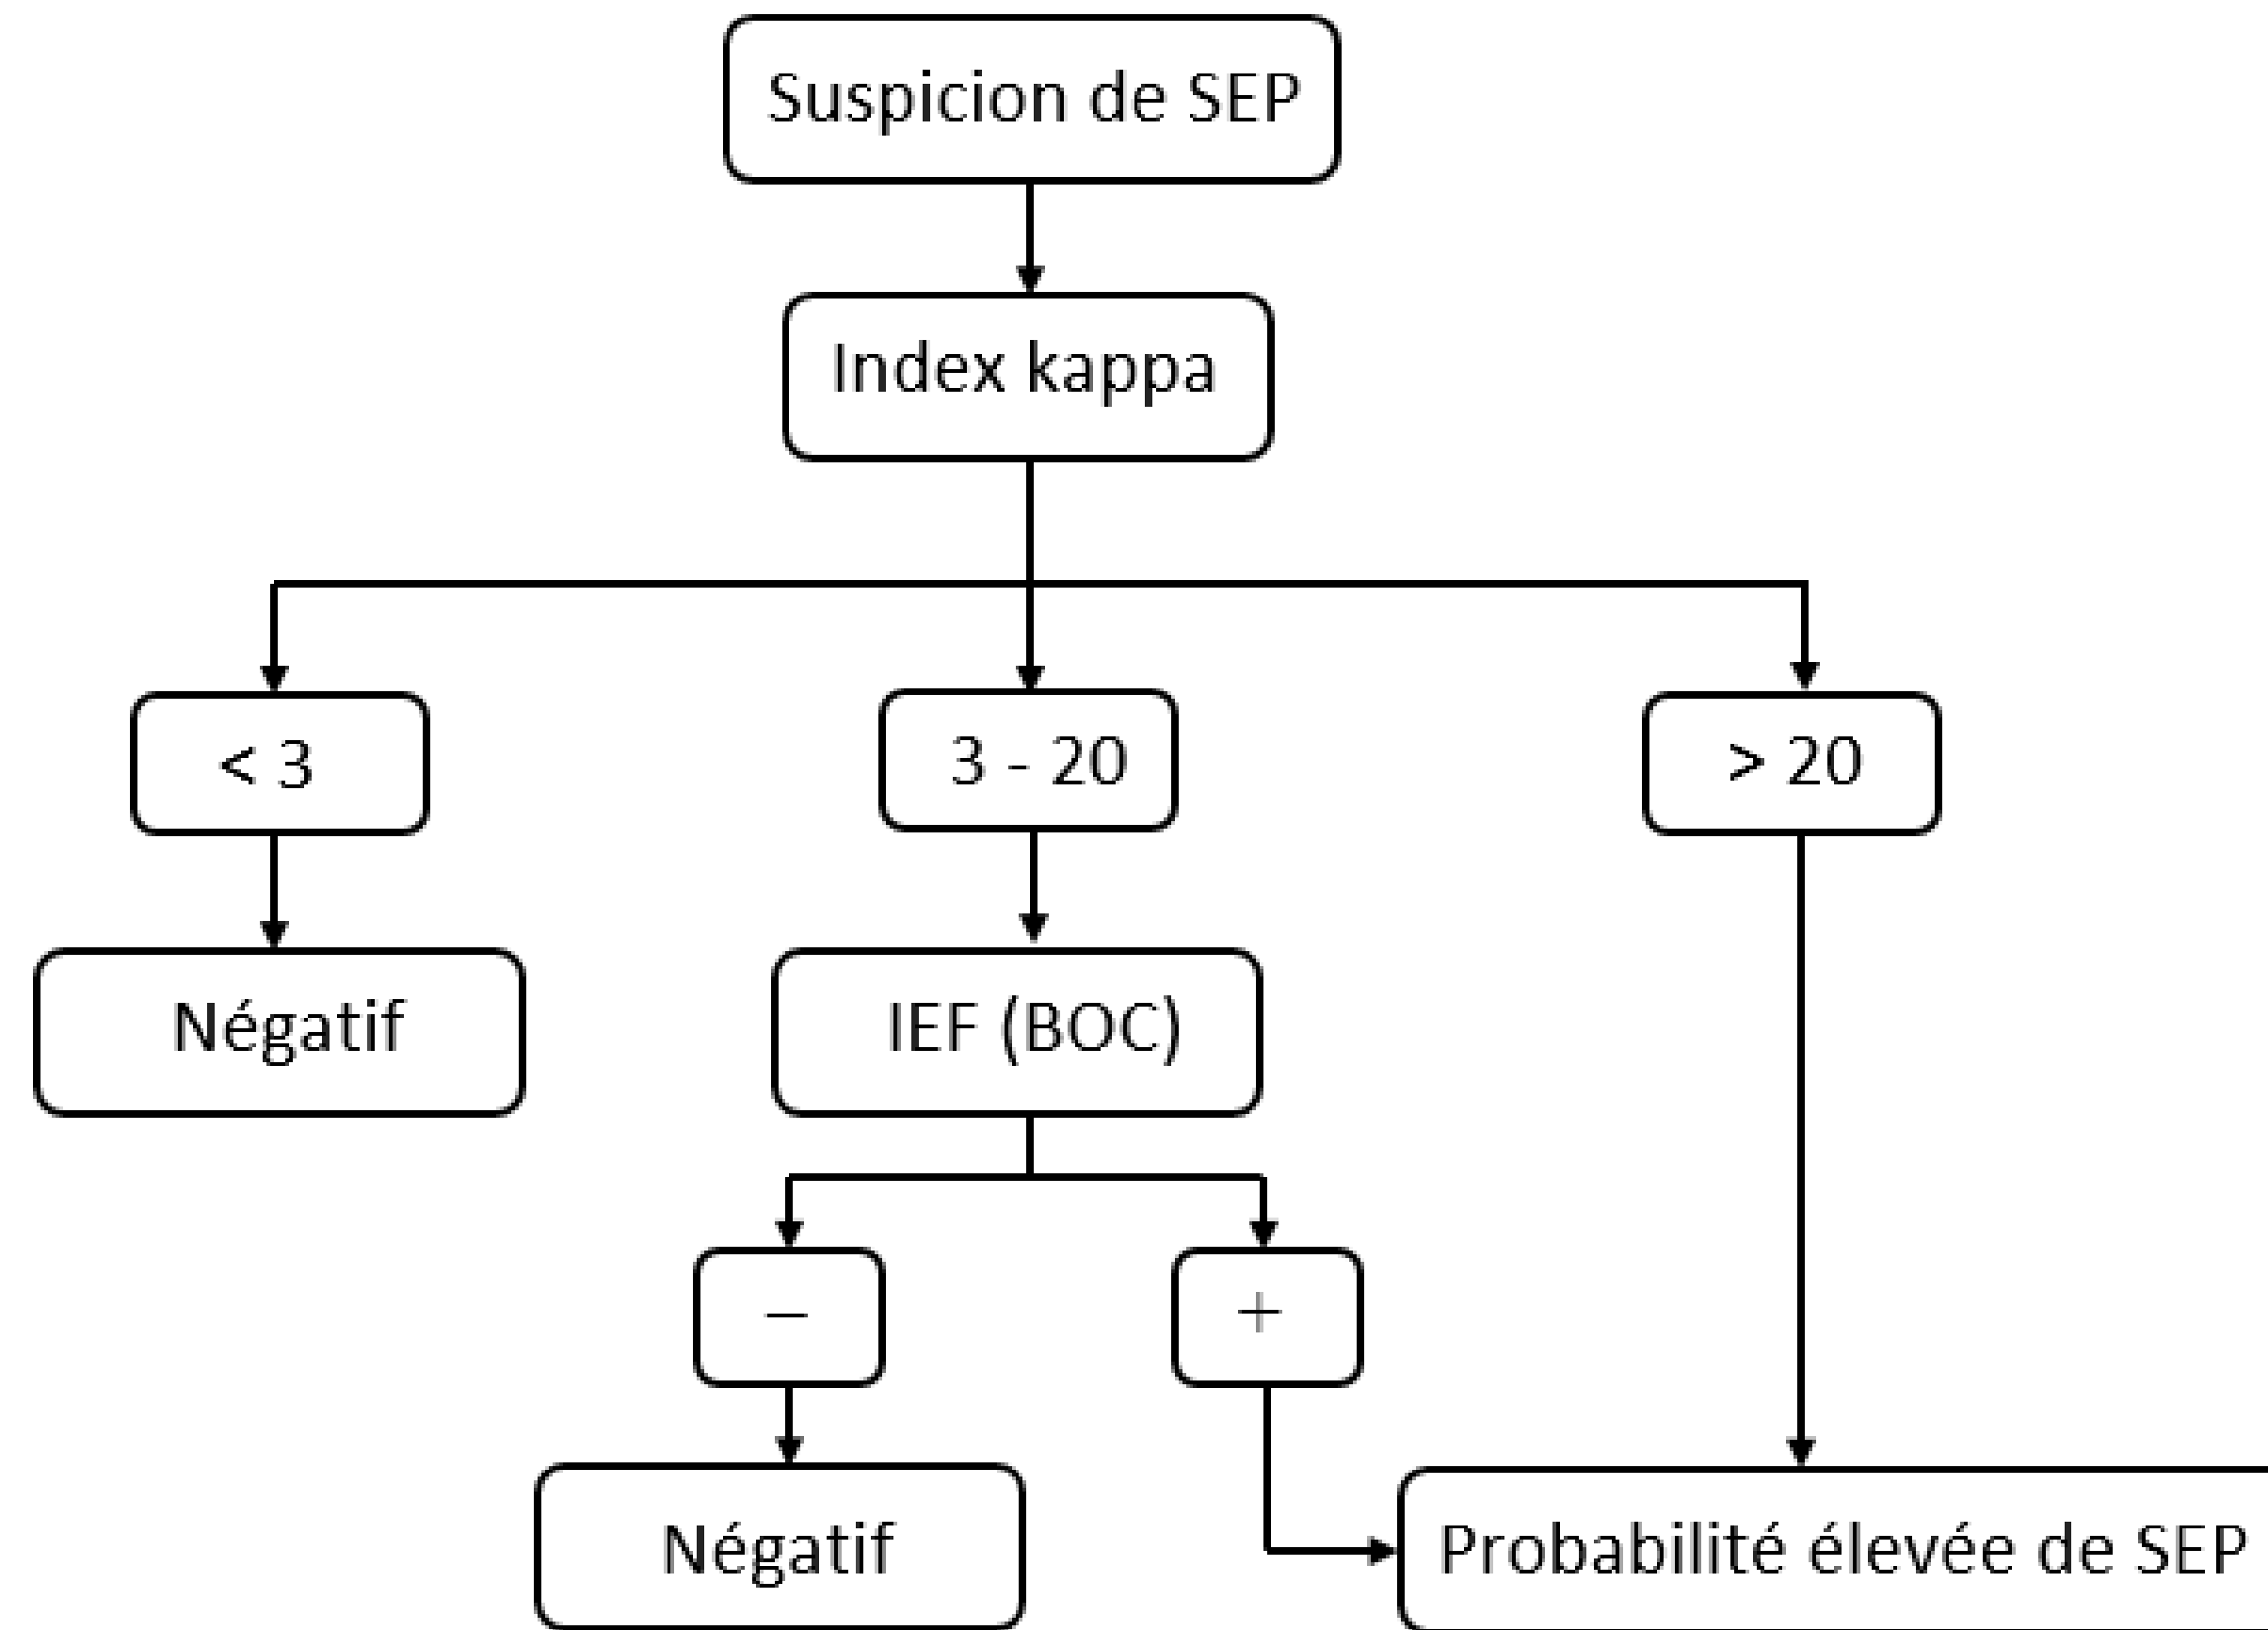 Suspicion de SEP
Index kappa
< 3
3 - 20
> 20
Négatif
IEF (BOC)
–
+
Négatif
Probabilité élevée de SEP